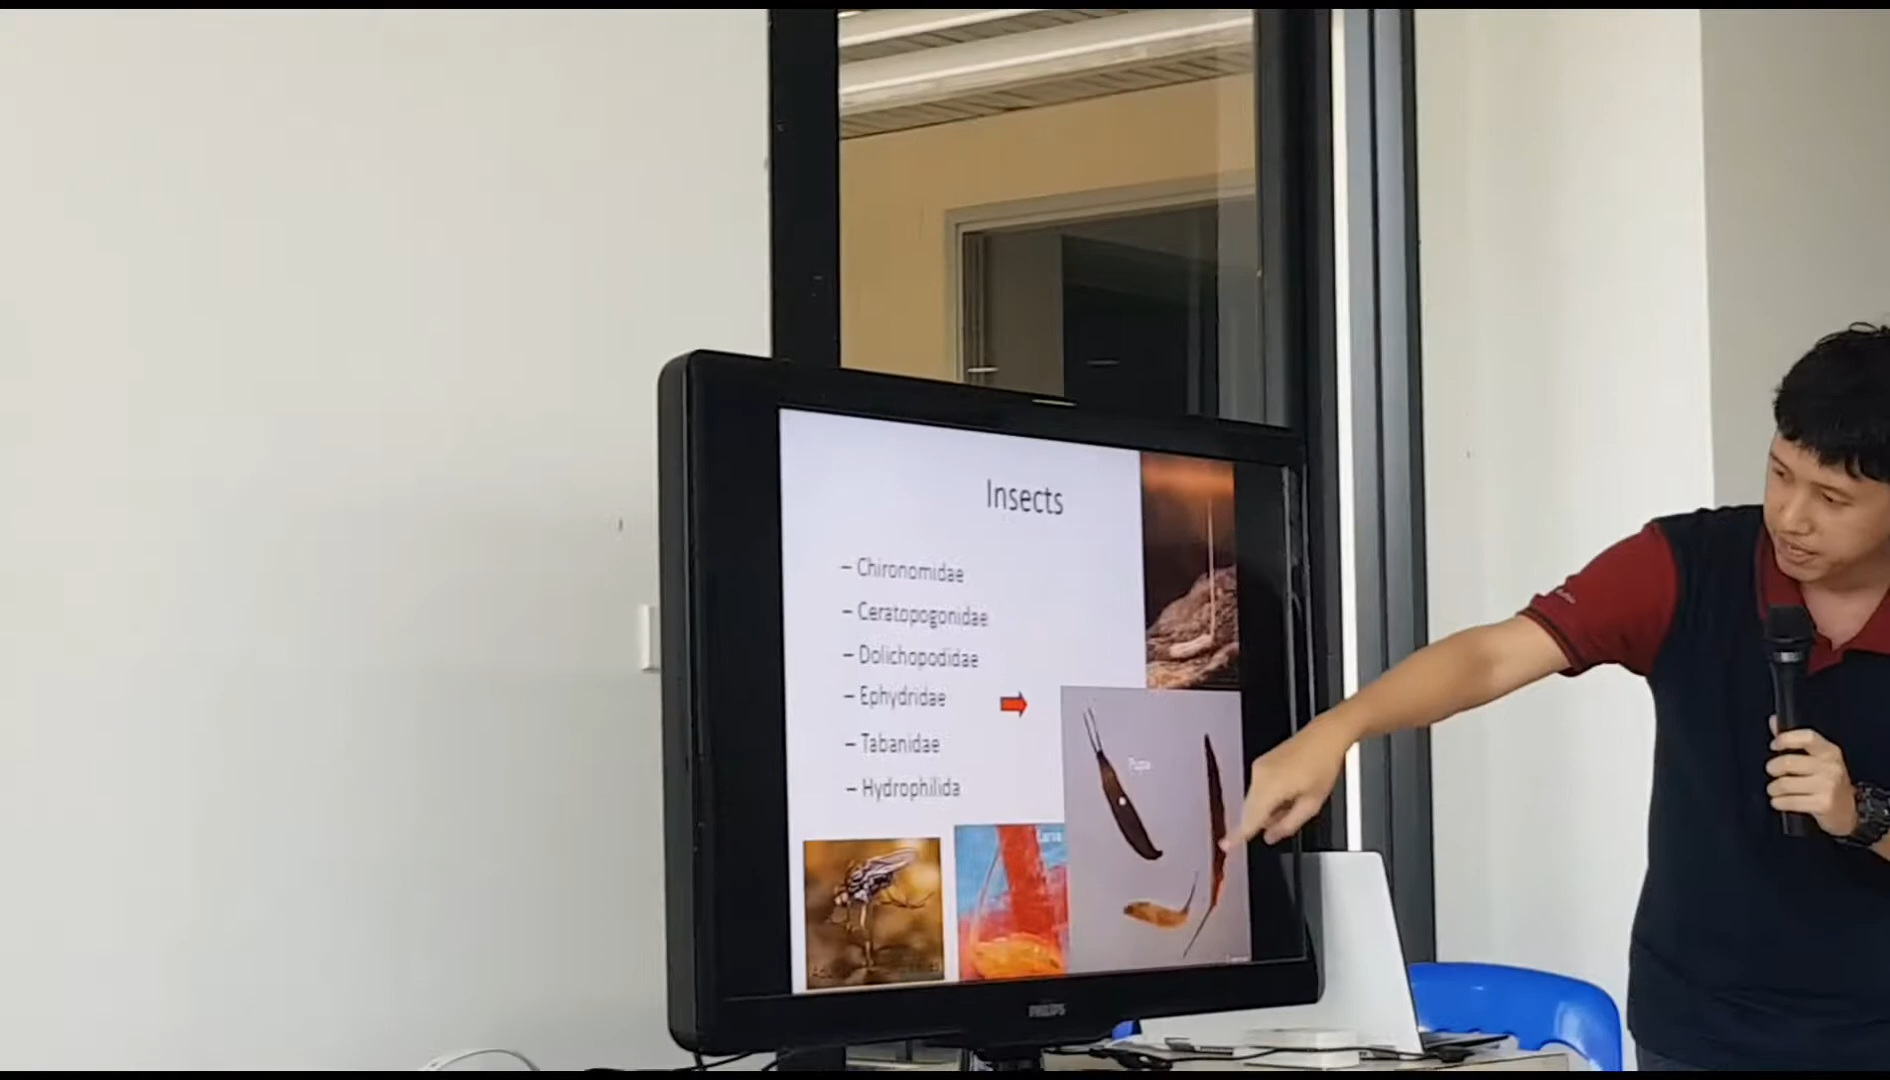 Insects
– Chironomidae
– Ceratopogonidae
– Dolichopodidae
– Ephydridae
– Tabanidae
– Hydrophilida
Pupa
Larva
PHILIPS